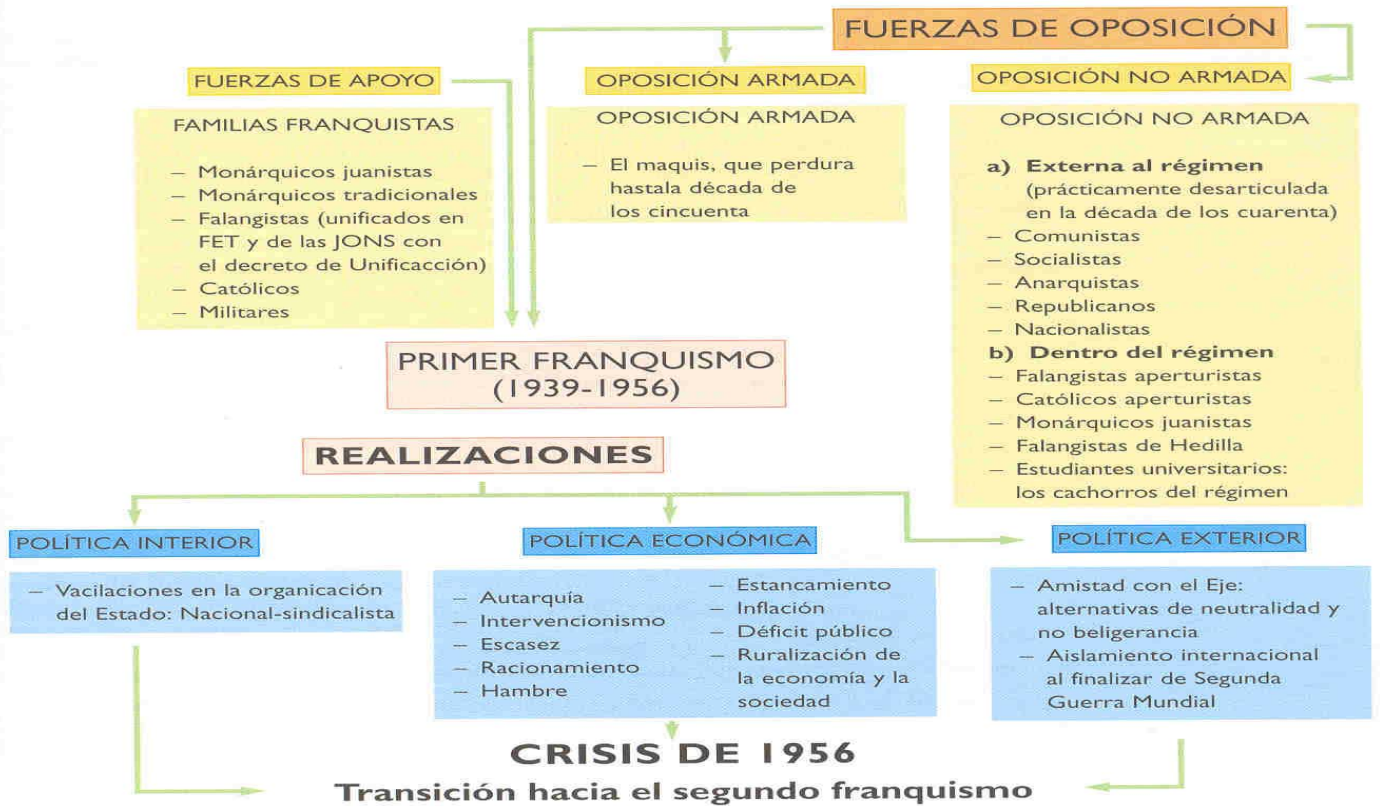 FUERZAS DE OPOSICIÓN
FUERZAS DE APOYO
FAMILIAS FRANQUISTAS
– Monárquicos juanistas
– Monárquicos tradicionales
– Falangistas (unificados en
FET y de las JONS con
el decreto de Unificacción)
– Católicos
– Militares
OPOSICIÓN ARMADA
OPOSICIÓN ARMADA
– El maquis, que perdura
hastala década de
los cincuenta
OPOSICIÓN NO ARMADA
OPOSICIÓN NO ARMADA
a) Externa al régimen
(prácticamente desarticulada
en la década de los cuarenta)
– Comunistas
– Socialistas
– Anarquistas
– Republicanos
– Nacionalistas
b) Dentro del régimen
– Falangistas aperturistas
– Católicos aperturistas
– Monárquicos juanistas
– Falangistas de Hedilla
– Estudiantes universitarios:
los cachorros del régimen
PRIMER FRANQUISMO
(1939-1956)
REALIZACIONES
POLÍTICA INTERIOR
– Vacilaciones en la organicación
del Estado: Nacional-sindicalista
POLÍTICA ECONÓMICA
– Autarquía
– Intervencionismo
– Escasez
– Racionamiento
– Hambre
– Estancamiento
– Inflación
– Déficit público
– Ruralización de
la economía y la
sociedad
POLÍTICA EXTERIOR
– Amistad con el Eje:
alternativas de neutralidad y
no beligerancia
– Aislamiento internacional
al finalizar de Segunda
Guerra Mundial
CRISIS DE 1956
Transición hacia el segundo franquismo